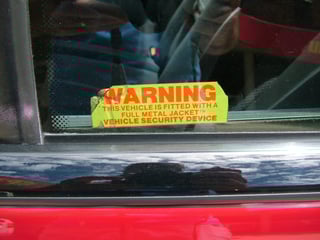 WARNING
THIS VEHICLE IS FITTED WITH A
FULL METAL JACKET™
VEHICLE SECURITY DEVICE